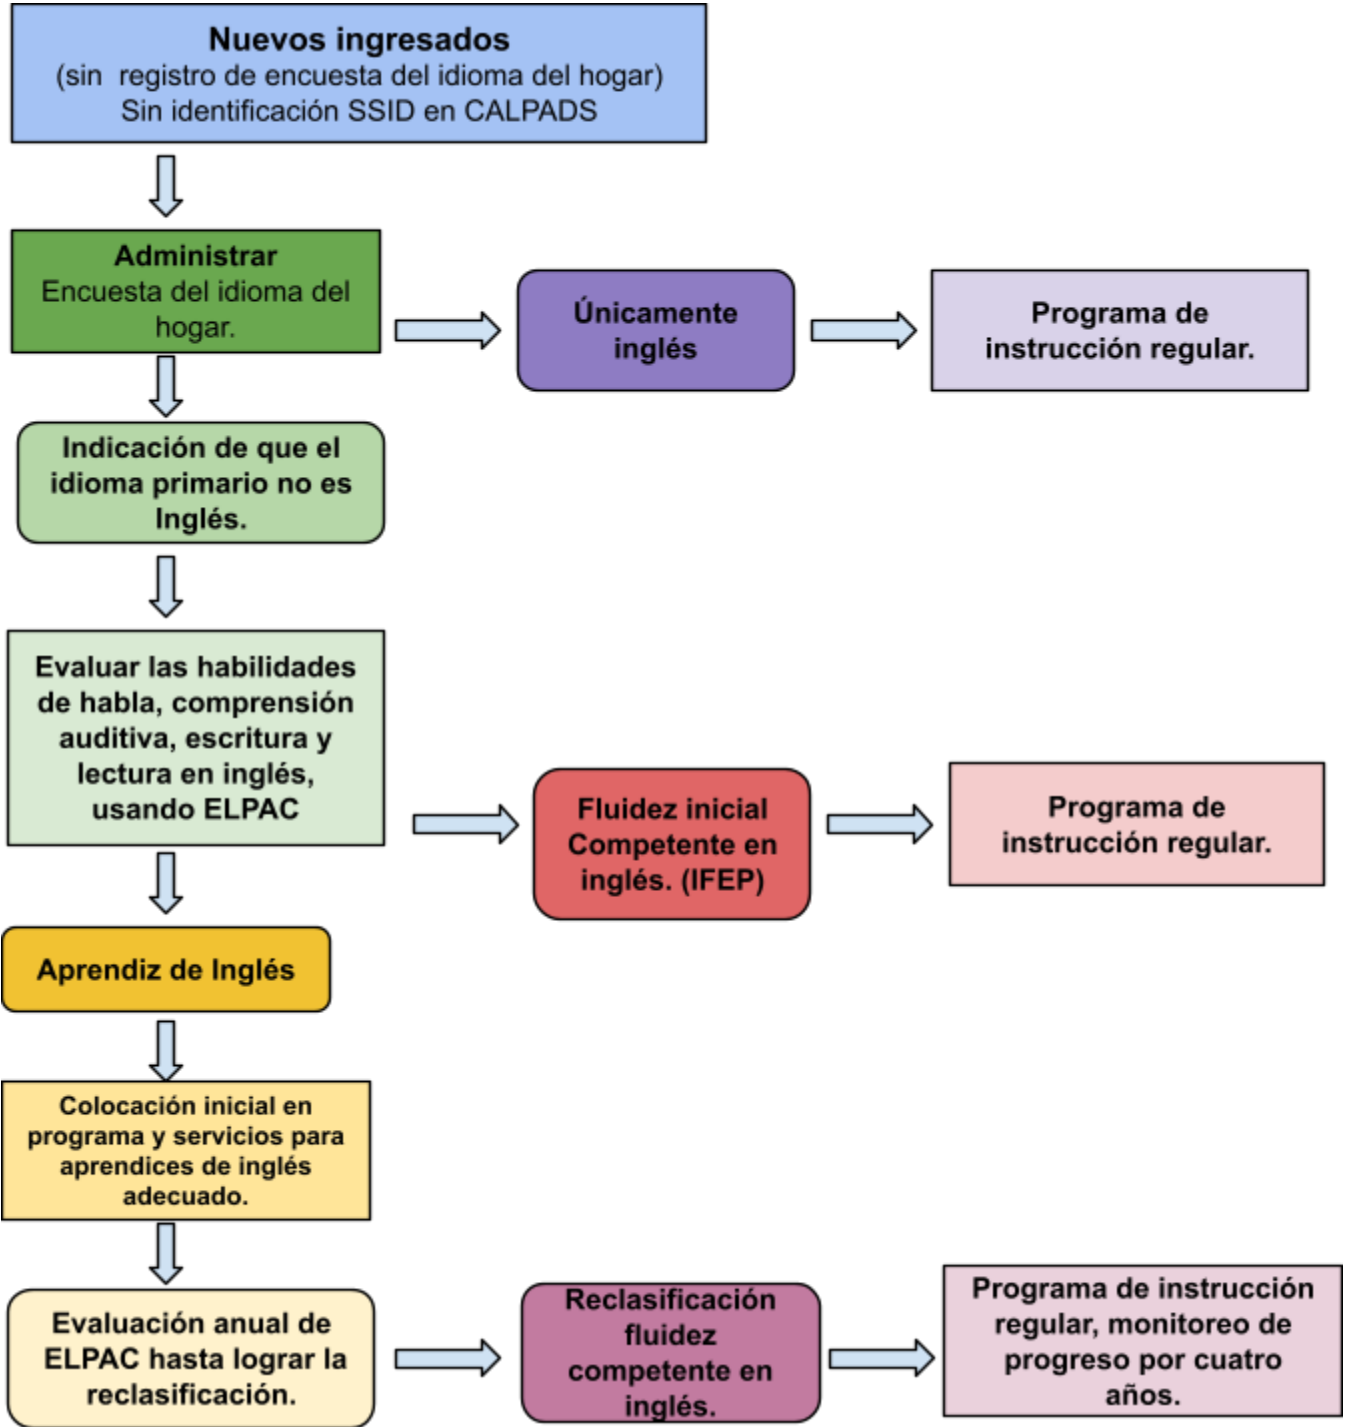 Nuevos ingresados
(sin registro de encuesta del idioma del hogar)
Sin identificación SSID en CALPADS
Administrar
Encuesta del idioma del
hogar.
Únicamente
inglés
Programa de
instrucción regular.
Indicación de que el
idioma primario no es
Inglés.
Evaluar las habilidades
de habla, comprensión
auditiva, escritura y
lectura en inglés,
usando ELPAC
Fluidez inicial
Competente en
inglés. (IFEP)
Programa de
instrucción regular.
Aprendiz de Inglés
Colocación inicial en
programa y servicios para
aprendices de inglés
adecuado.
Evaluación anual de
ELPAC hasta lograr la
reclasificación.
Reclasificación
fluidez
competente en
inglés.
Programa de instrucción
regular, monitoreo de
progreso por cuatro
años.